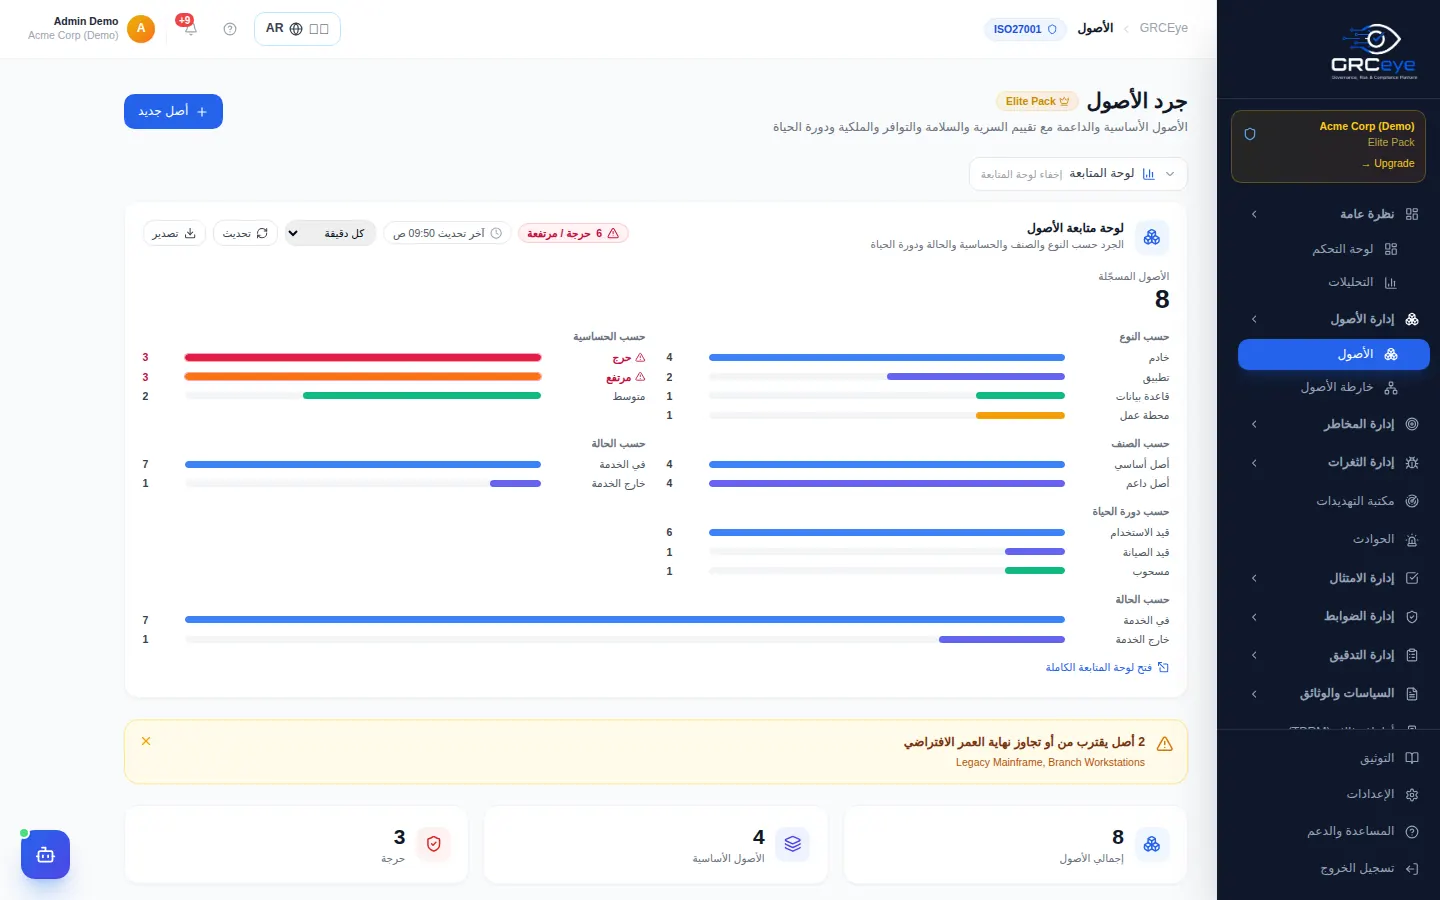 GRCeye
Governance, Risk & Compliance Platform
Acme Corp (Demo)
Elite Pack
Upgrade →
نظرة عامة
لوحة التحكم
التحليلات
إدارة الأصول
الأصول
خارطة الأصول
إدارة المخاطر
إدارة الثغرات
مكتبة التهديدات
الحوادث
إدارة الامتثال
إدارة الضوابط
إدارة التدقيق
السياسات والوثائق
التوثيق
الإعدادات
المساعدة والدعم
تسجيل الخروج
GRCEye
الأصول
ISO27001
AR
+9
A
Admin Demo
Acme Corp (Demo)
جرد الأصول
Elite Pack
الأصول الأساسية والداعمة مع تقييم السرية والسلامة والتوافر والملكية ودورة الحياة
أصل جديد
لوحة المتابعة إخفاء لوحة المتابعة
لوحة متابعة الأصول
الجرد حسب النوع والصنف والحساسية والحالة ودورة الحياة
6 حرجة / مرتفعة
آخر تحديث 09:50 ص
كل دقيقة
تحديث
تصدير
الأصول المسجّلة
8
حسب النوع
خادم 4
تطبيق 2
قاعدة بيانات 1
محطة عمل 1
حسب الحساسية
حرج 3
مرتفع 3
متوسط 2
حسب الصنف
أصل أساسي 4
أصل داعم 4
حسب الحالة
في الخدمة 7
خارج الخدمة 1
حسب دورة الحياة
قيد الاستخدام 6
قيد الصيانة 1
مسحوب 1
حسب الحالة
في الخدمة 7
خارج الخدمة 1
فتح لوحة المتابعة الكاملة
2 أصل يقترب من أو تجاوز نهاية العمر الافتراضي
Legacy Mainframe, Branch Workstations
8
إجمالي الأصول
4
الأصول الأساسية
3
حرجة